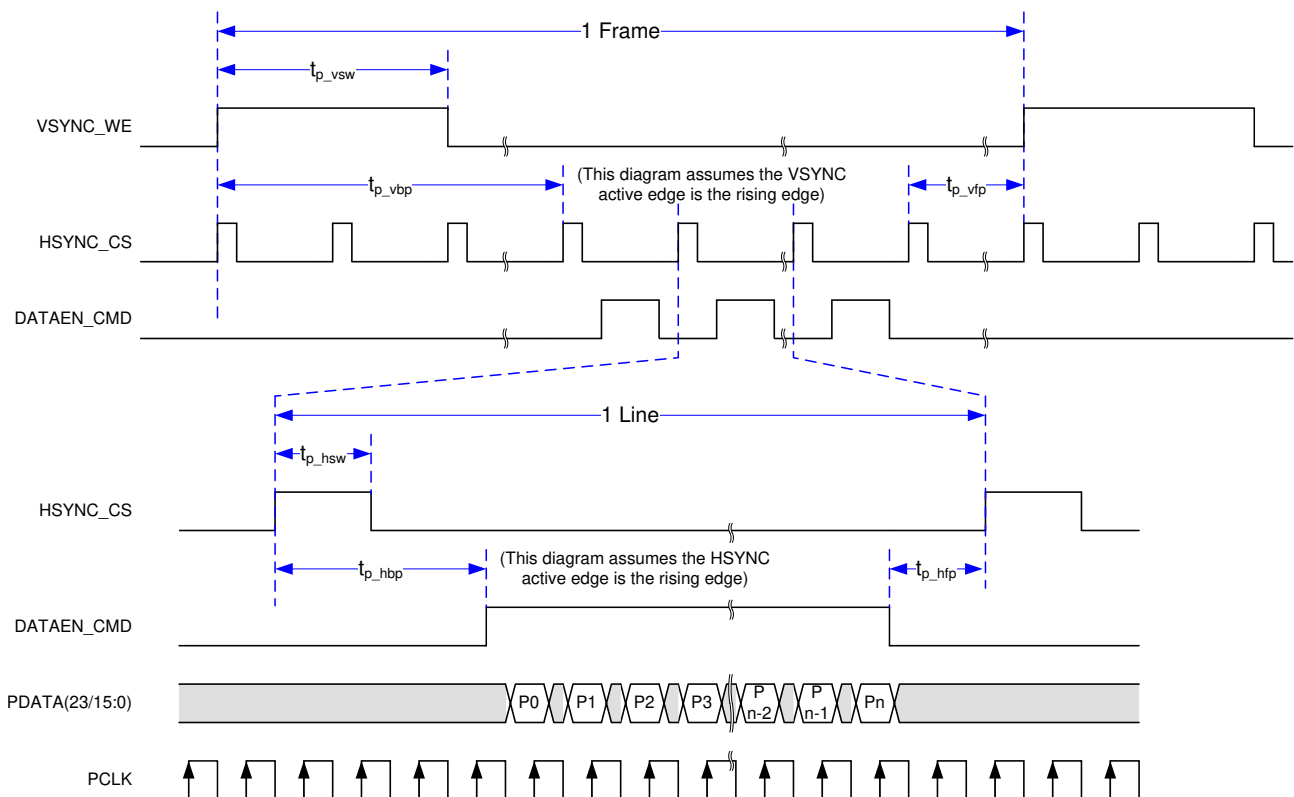 1 Frame
tp_vsw
VSYNC_WE
tp_vbp
(This diagram assumes the VSYNC
active edge is the rising edge)
tp_vfp
HSYNC_CS
DATAEN_CMD
1 Line
tp_hsw
HSYNC_CS
tp_hbp
(This diagram assumes the HSYNC
active edge is the rising edge)
tp_hfp
DATAEN_CMD
PDATA(23/15:0)
P0
P1
P2
P3
P
n-2
P
n-1
Pn
PCLK